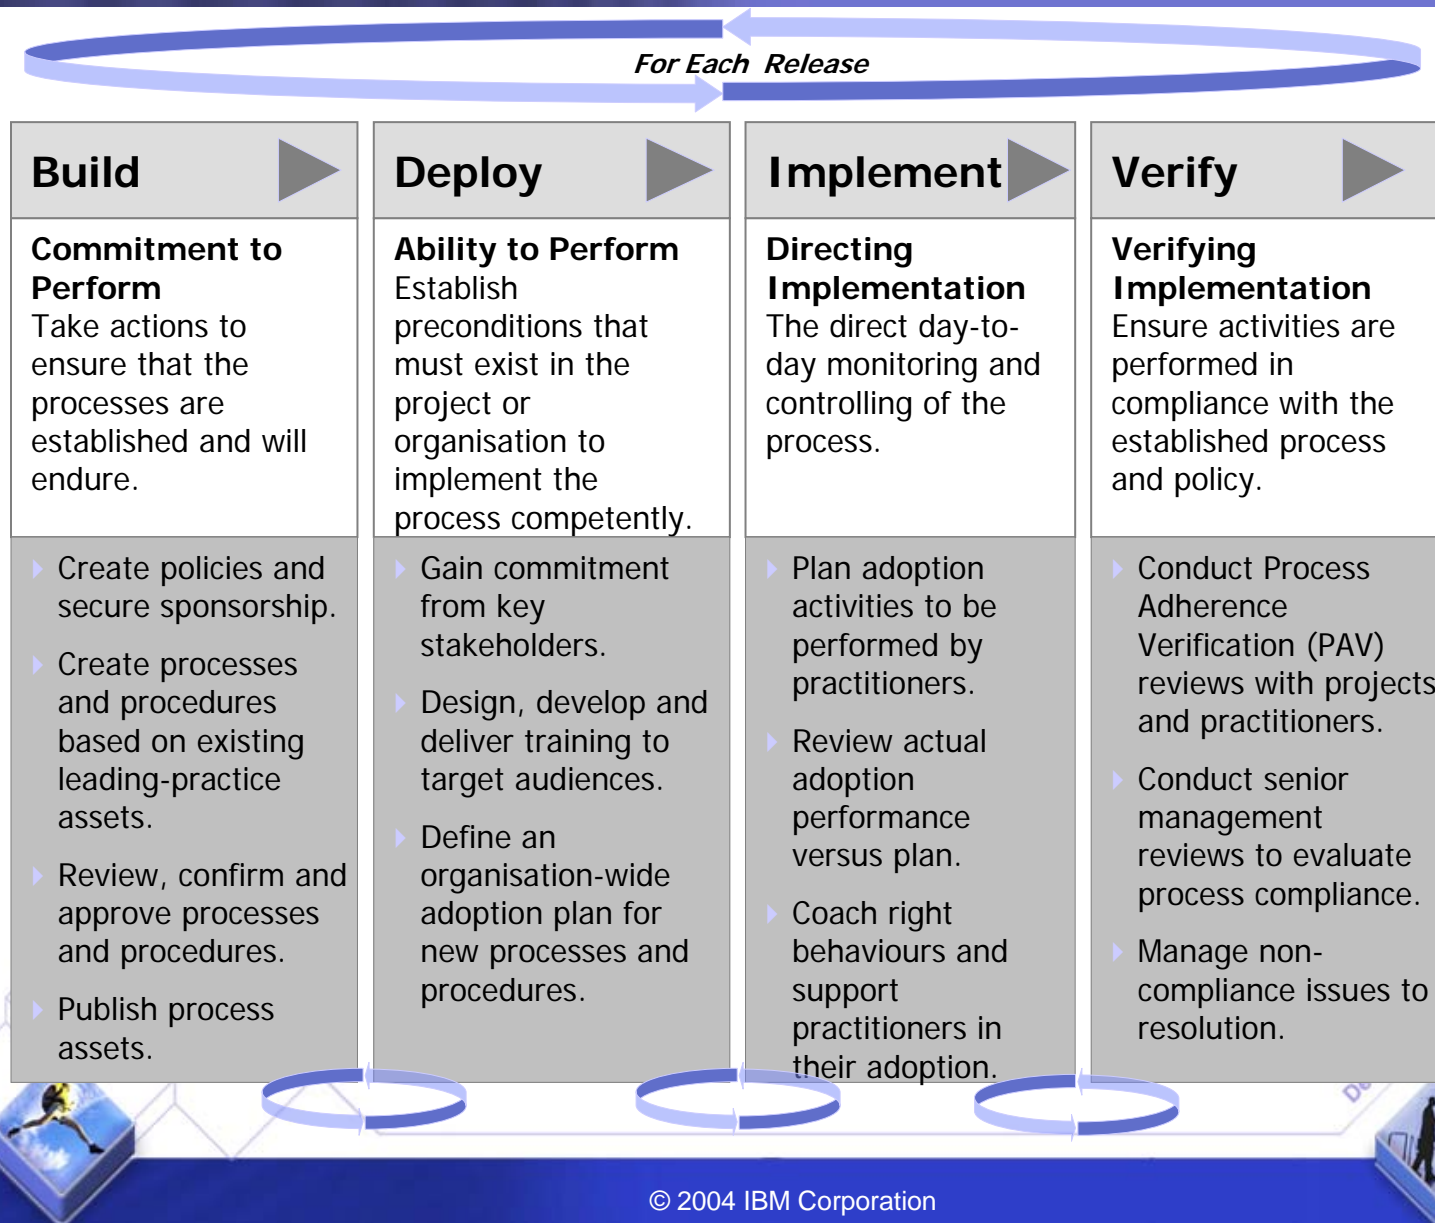 For Each Release
Build
Commitment to
Perform
Take actions to
ensure that the
processes are
established and will
endure.
Create policies and
secure sponsorship.
Create processes
and procedures
based on existing
leading-practice
assets.
Review, confirm and
approve processes
and procedures.
Publish process
assets.
Deploy
Ability to Perform
Establish
preconditions that
must exist in the
project or
organisation to
implement the
process competently.
Gain commitment
from key
stakeholders.
Design, develop and
deliver training to
target audiences.
Define an
organisation-wide
adoption plan for
new processes and
procedures.
Implement
Directing
Implementation
The direct day-to-
day monitoring and
controlling of the
process.
Plan adoption
activities to be
performed by
practitioners.
Review actual
adoption
performance
versus plan.
Coach right
behaviours and
support
practitioners in
their adoption.
Verify
Verifying
Implementation
Ensure activities are
performed in
compliance with the
established process
and policy.
Conduct Process
Adherence
Verification (PAV)
reviews with projects
and practitioners.
Conduct senior
management
reviews to evaluate
process compliance.
Manage non-
compliance issues to
resolution.
© 2004 IBM Corporation